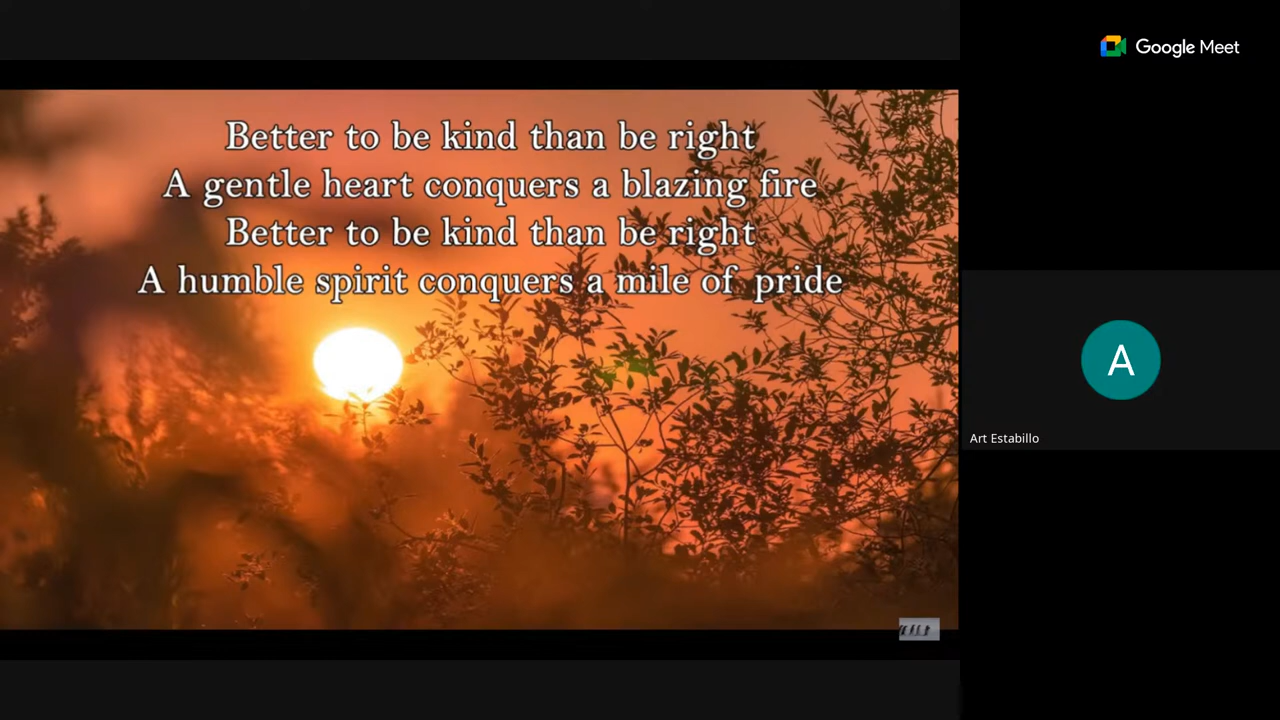 Better to be kind than be right
A gentle heart conquers a blazing fire
Better to be kind than be right
A humble spirit conquers a mile of pride
Google Meet
A
Art Estabillo